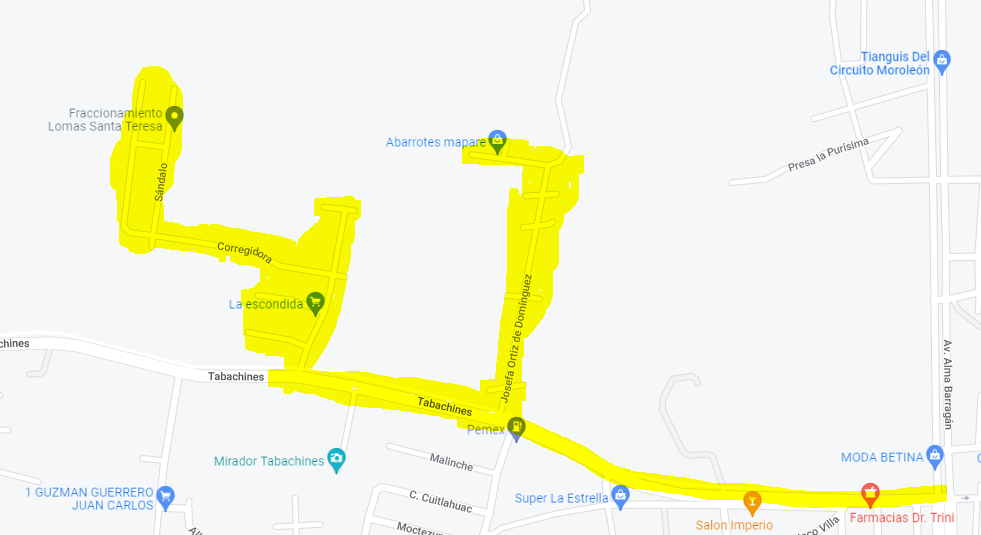 Tianguis Del
Circuito Moroleón
Fraccionamiento
Lomas Santa Teresa
Abarrotes mapare
Presa la Purísima
Sándalo
Corregidora
La escondida
Josefa Ortiz de Domínguez
chines
Tabachines
Av. Alma Barragán
Tabachines
Pemex
MODA BETINA
Mirador Tabachines
Malinche
1 GUZMAN GUERRERO
JUAN CARLOS
C. Cuitlahuac
Super La Estrella
Salon Imperio
Farmacias Dr. Trini